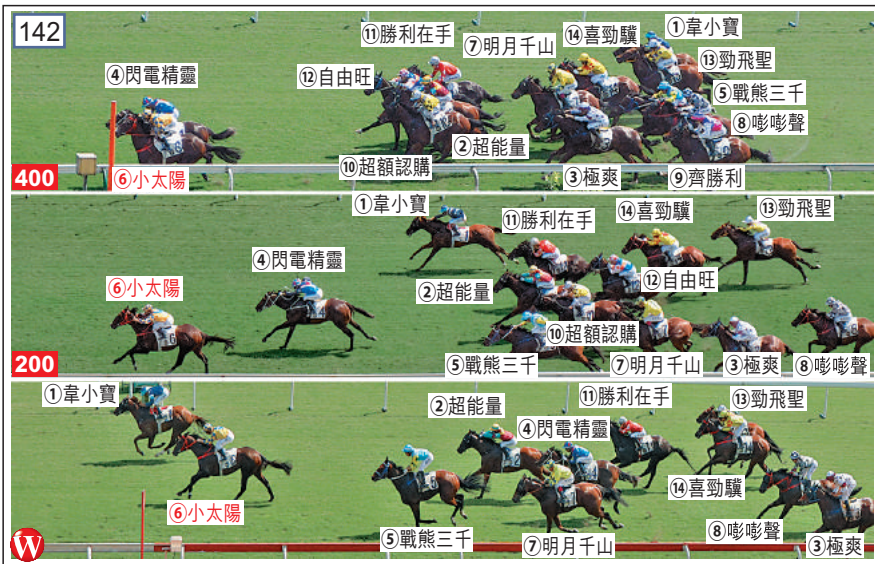 142
①韋小寶
⑪勝利在手
⑭喜勁驥
⑦明月千山
⑬勁飛聖
④閃電精靈
⑫自由旺
⑤戰熊三千
⑧嘭嘭聲
②超能量
⑩超額認購
400
⑥小太陽
③極爽
⑨齊勝利
①韋小寶
⑪勝利在手
⑭喜勁驥
⑬勁飛聖
④閃電精靈
⑥小太陽
②超能量
⑫自由旺
⑩超額認購
200
⑤戰熊三千
⑦明月千山
③極爽
⑧嘭嘭聲
①韋小寶
②超能量
⑪勝利在手
⑬勁飛聖
④閃電精靈
⑭喜勁驥
⑥小太陽
⑤戰熊三千
⑦明月千山
⑧嘭嘭聲
③極爽
W